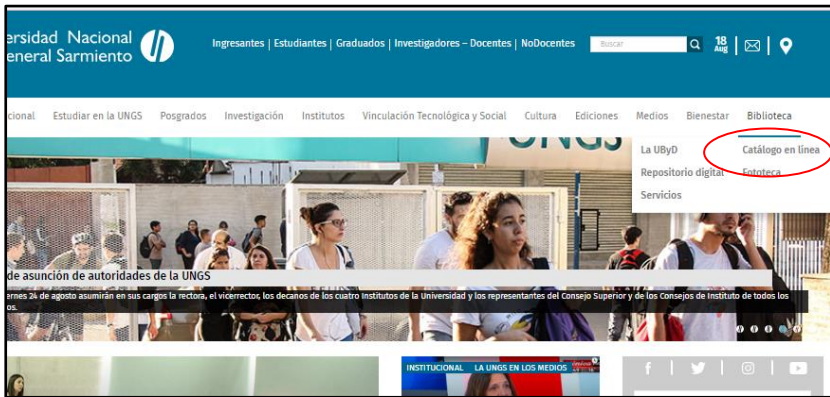 ersidad Nacional
eneral Sarmiento
Ingresantes | Estudiantes | Graduados | Investigadores – Docentes | NoDocentes
Buscar
18
Aug
cional Estudiar en la UNGS Posgrados Investigación Institutos Vinculación Tecnológica y Social Cultura Ediciones Medios Bienestar Biblioteca
UNGS
La UByD Catálogo en línea
Repositorio digital Fototeca
Servicios
de asunción de autoridades de la UNGS
ernes 24 de agosto asumirán en sus cargos la rectora, el vicerrector, los decanos de los cuatro Institutos de la Universidad y los representantes del Consejo Superior y de los Consejos de Instituto de todos los
os.
INSTITUCIONAL LA UNGS EN LOS MEDIOS